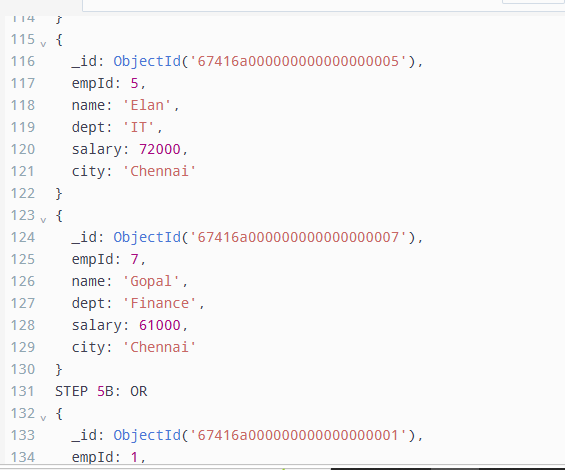 114 }
115 {
116 _id: ObjectId('67416a000000000000000005'),
117 empId: 5,
118 name: 'Elan',
119 dept: 'IT',
120 salary: 72000,
121 city: 'Chennai'
122 }
123 {
124 _id: ObjectId('67416a000000000000000007'),
125 empId: 7,
126 name: 'Gopal',
127 dept: 'Finance',
128 salary: 61000,
129 city: 'Chennai'
130 }
131 STEP 5B: OR
132 {
133 _id: ObjectId('67416a000000000000000001'),
134 empId: 1,